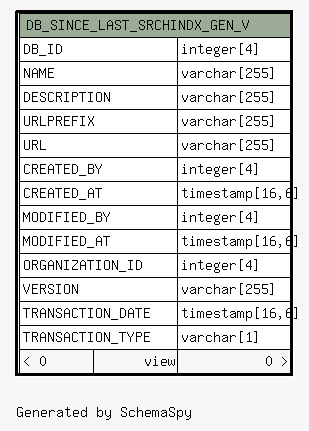 DB_SINCE_LAST_SRCHINDX_GEN_V
DB_ID integer[4]
NAME varchar[255]
DESCRIPTION varchar[255]
URLPREFIX varchar[255]
URL varchar[255]
CREATED_BY integer[4]
CREATED_AT timestamp[16,6]
MODIFIED_BY integer[4]
MODIFIED_AT timestamp[16,6]
ORGANIZATION_ID integer[4]
VERSION varchar[255]
TRANSACTION_DATE timestamp[16,6]
TRANSACTION_TYPE varchar[1]
< 0 view 0 >
Generated by SchemaSpy